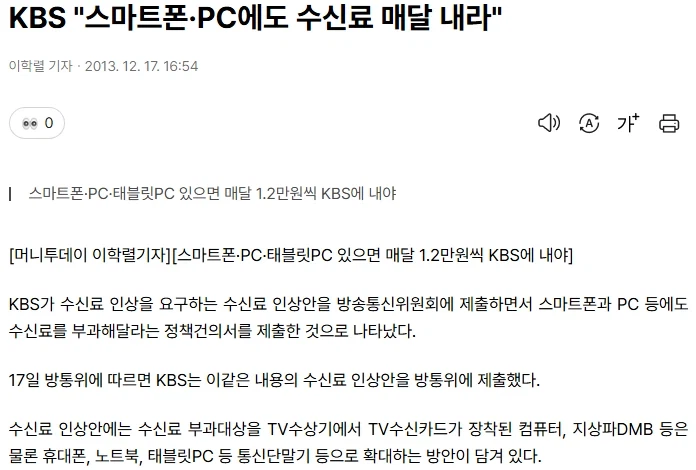 KBS "스마트폰·PC에도 수신료 매달 내라"
이학렬 기자 · 2013. 12. 17. 16:54
0
A 가+
스마트폰·PC·태블릿PC 있으면 매달 1.2만원씩 KBS에 내야
[머니투데이 이학렬기자][스마트폰·PC·태블릿PC 있으면 매달 1.2만원씩 KBS에 내야]
KBS가 수신료 인상을 요구하는 수신료 인상안을 방송통신위원회에 제출하면서 스마트폰과 PC 등에도
수신료를 부과해달라는 정책건의서를 제출한 것으로 나타났다.
17일 방통위에 따르면 KBS는 이같은 내용의 수신료 인상안을 방통위에 제출했다.
수신료 인상안에는 수신료 부과대상을 TV수상기에서 TV수신카드가 장착된 컴퓨터, 지상파DMB 등은
물론 휴대폰, 노트북, 태블릿PC 등 통신단말기 등으로 확대하는 방안이 담겨 있다.